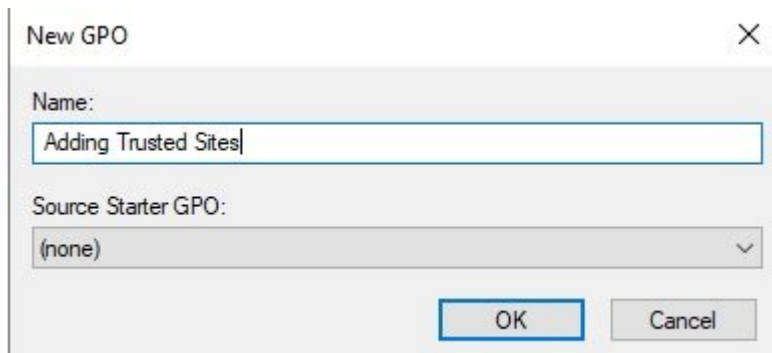 New GPO
Name:
Adding Trusted Sites
Source Starter GPO:
(none)
OK Cancel